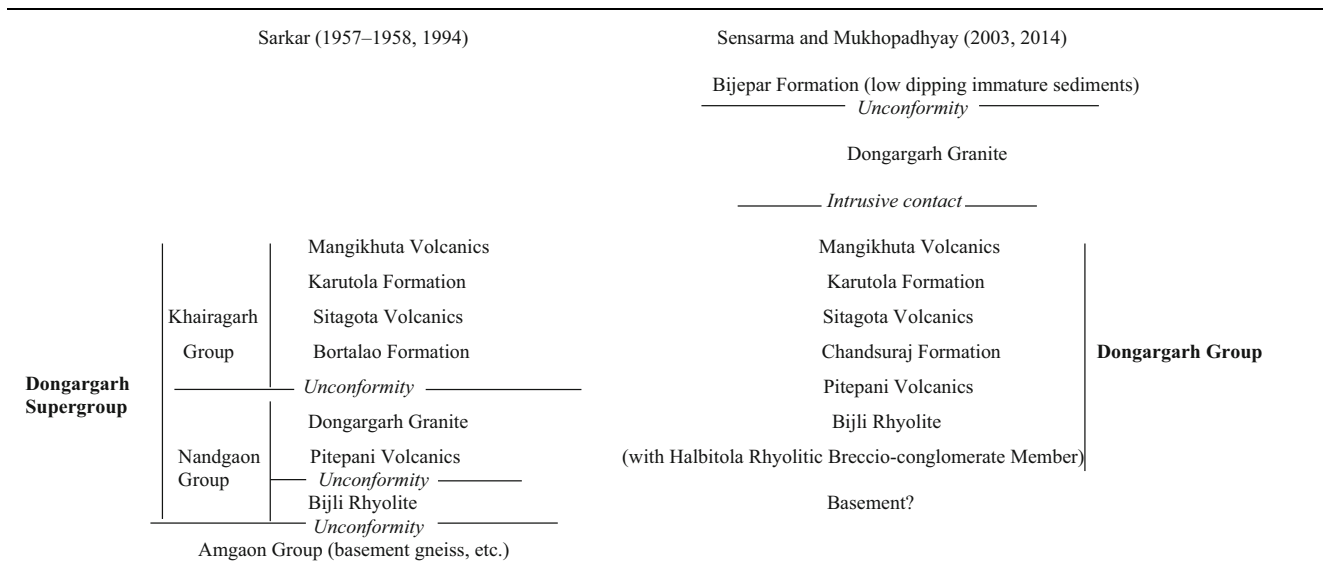 Sarkar (1957–1958, 1994) Sensarma and Mukhopadhyay (2003, 2014)
Bijepar Formation (low dipping immature sediments)
Unconformity
Dongargarh Granite
Intrusive contact
Mangikhuta Volcanics Mangikhuta Volcanics
Karutola Formation Karutola Formation
Khairagarh Sitagota Volcanics Sitagota Volcanics
Group Bortalao Formation Chandsuraj Formation Dongargarh Group
Dongargarh Unconformity Pitepani Volcanics
Supergroup
Dongargarh Granite Bijli Rhyolite
Nandgaon Pitepani Volcanics (with Halbitola Rhyolitic Breccio-conglomerate Member)
Group Unconformity
Bijli Rhyolite Basement?
Unconformity
Amgaon Group (basement gneiss, etc.)